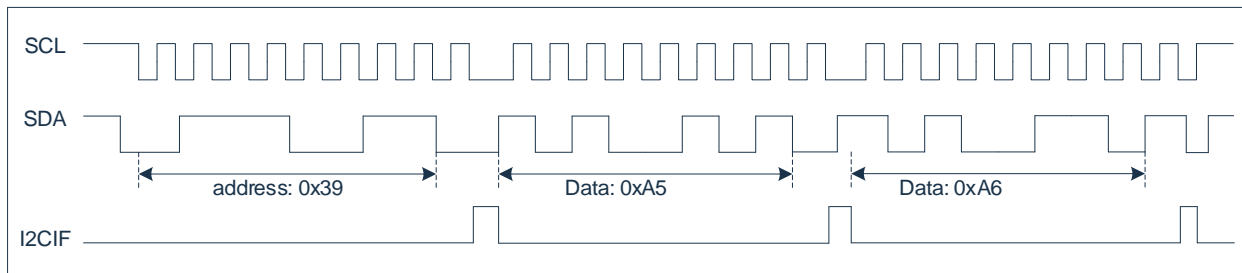 SCL
SDA
address: 0x39
Data: 0xA5
Data: 0xA6
I2CIF